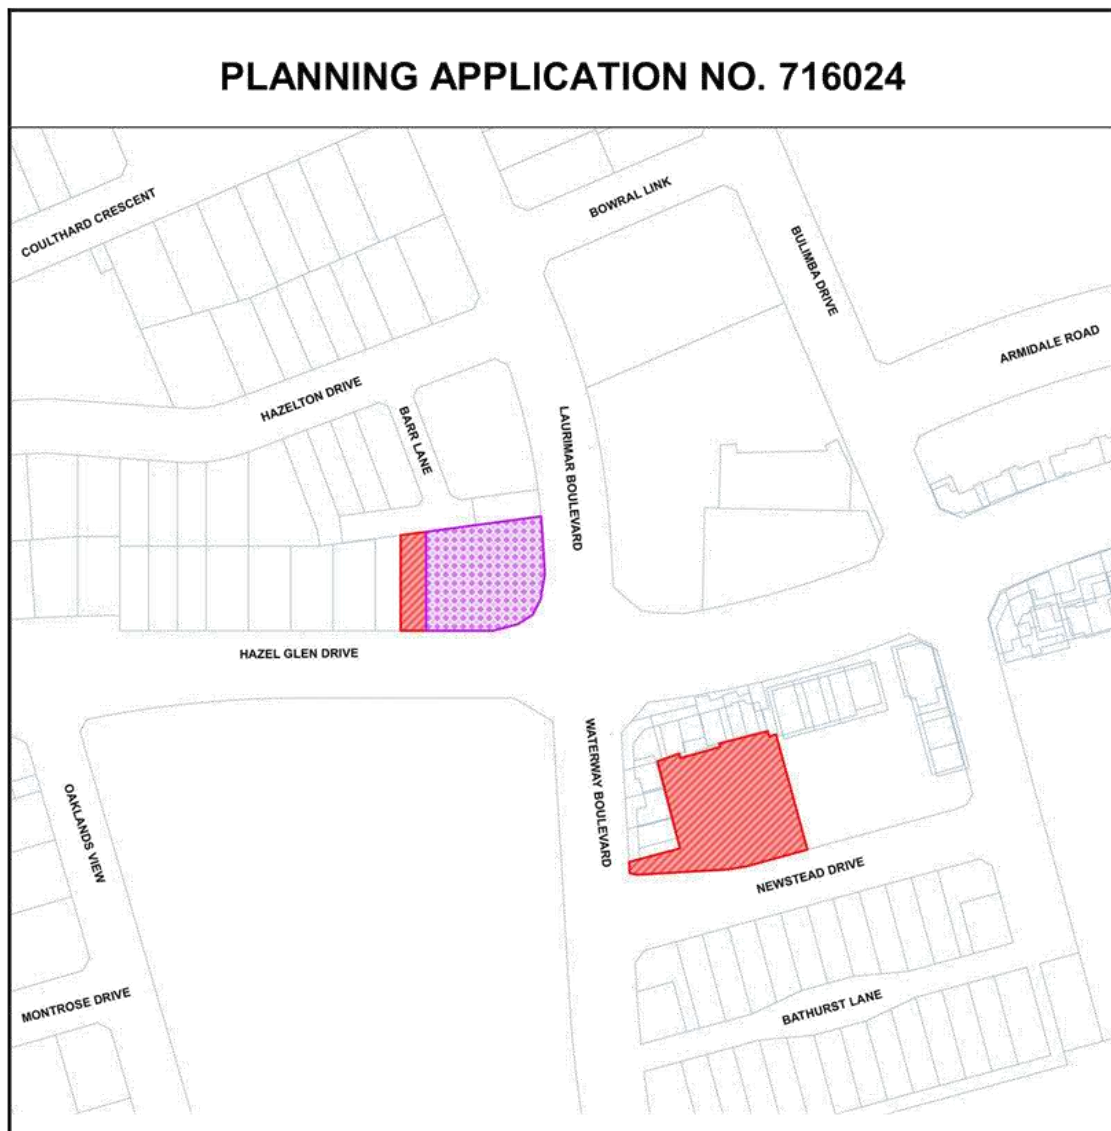 PLANNING APPLICATION NO. 716024
COULTHARD CRESCENT
BOWRAL LINK
BULIMBA DRIVE
ARMIDALE ROAD
HAZELTON DRIVE
BARR LANE
LAURIMAR BOULEVARD
HAZEL GLEN DRIVE
WATERWAY BOULEVARD
OAKLANDS VIEW
NEWSTEAD DRIVE
MONTROSE DRIVE
BATHURST LANE